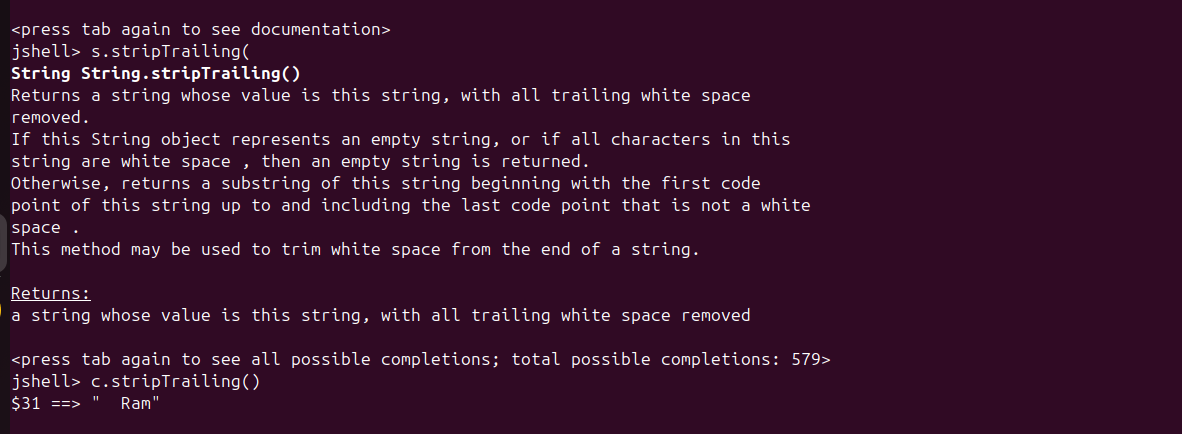 <press tab again to see documentation>
jshell> s.stripTrailing(
String String.stripTrailing()
Returns a string whose value is this string, with all trailing white space
removed.
If this String object represents an empty string, or if all characters in this
string are white space , then an empty string is returned.
Otherwise, returns a substring of this string beginning with the first code
point of this string up to and including the last code point that is not a white
space .
This method may be used to trim white space from the end of a string.
Returns:
a string whose value is this string, with all trailing white space removed
<press tab again to see all possible completions; total possible completions: 579>
jshell> c.stripTrailing()
$31 ==> "  Ram"